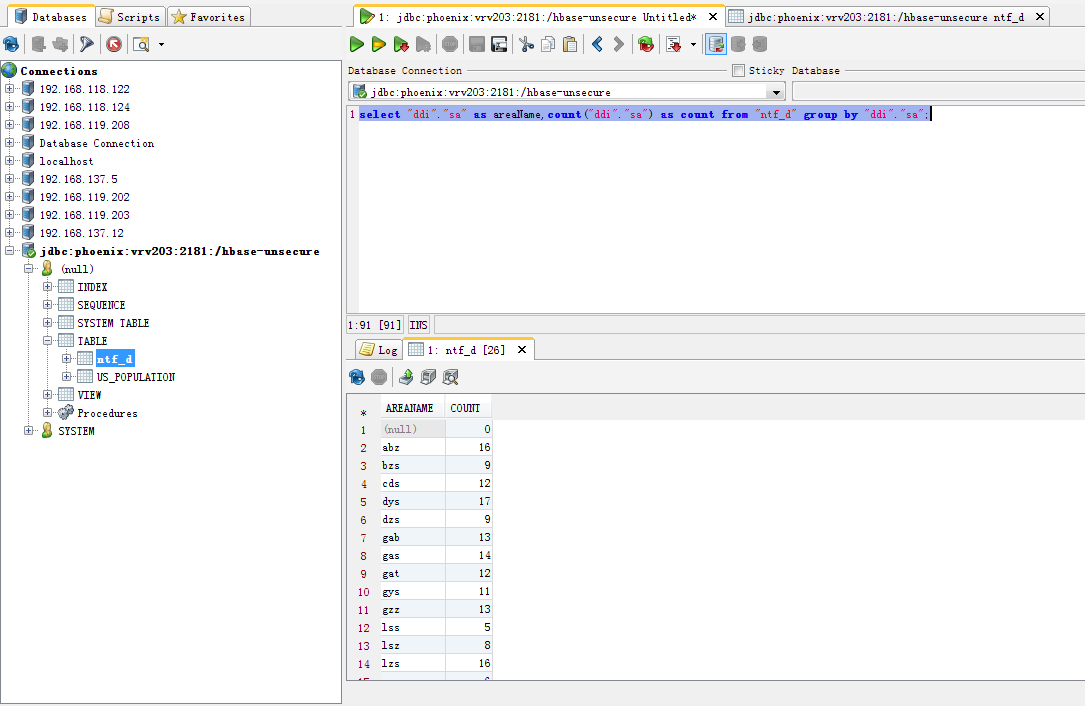 Databases Scripts Favorites
Connections
192.168.118.122
192.168.118.124
192.168.119.208
Database Connection
localhost
192.168.137.5
192.168.119.202
192.168.119.203
192.168.137.12
jdbc:phoenix:vrv203:2181:/hbase-unsecure
(null)
INDEX
SEQUENCE
SYSTEM TABLE
TABLE
ntf_d
US_POPULATION
VIEW
Procedures
SYSTEM
1: jdbc:phoenix:vrv203:2181:/hbase-unsecure Untitled* jdbc:phoenix:vrv203:2181:/hbase-unsecure ntf_d
Database Connection Sticky Database
jdbc:phoenix:vrv203:2181:/hbase-unsecure
1 select "ddi"."sa" as areaName,count("ddi"."sa") as count from "ntf_d" group by "ddi"."sa";
1:91 [91] INS
Log 1: ntf_d [26]
* AREANAME COUNT
1 (null) 0
2 abz 16
3 bzs 9
4 cds 12
5 dys 17
6 dzs 9
7 gab 13
8 gas 14
9 gat 12
10 gys 11
11 gzz 13
12 lss 5
13 lsz 8
14 lzs 16